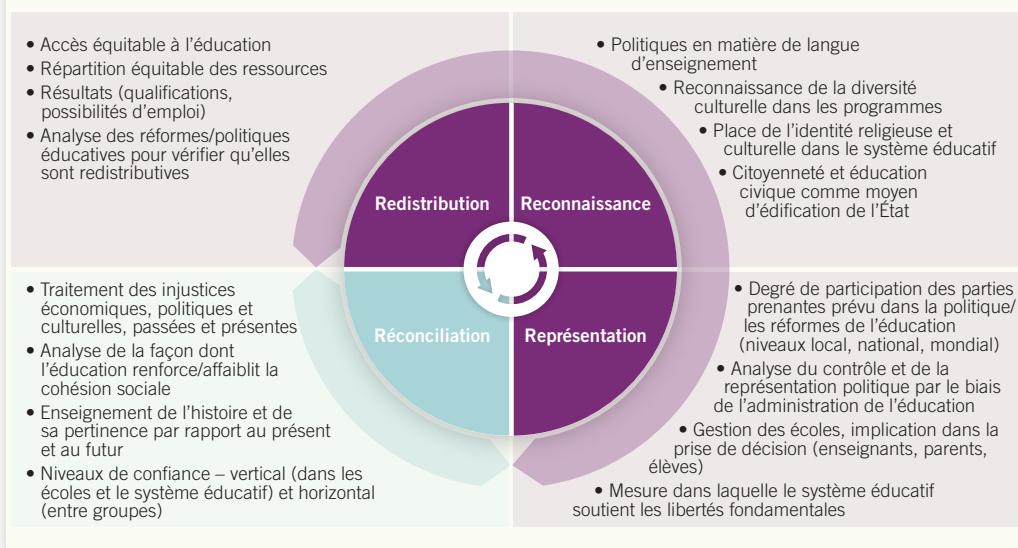 • Accès équitable à l'éducation
• Répartition équitable des ressources
• Résultats (qualifications,
possibilités d'emploi)
• Analyse des réformes/politiques
éducatives pour vérifier qu'elles
sont redistributives
• Politiques en matière de langue
d'enseignement
• Reconnaissance de la diversité
culturelle dans les programmes
• Place de l'identité religieuse et
culturelle dans le système éducatif
• Citoyenneté et éducation
civique comme moyen
d'édification de l'État
Redistribution
Reconnaissance
Réconciliation
Représentation
• Traitement des injustices
économiques, politiques et
culturelles, passées et présentes
• Analyse de la façon dont
l'éducation renforce/affaiblit la
cohésion sociale
• Enseignement de l'histoire et de
sa pertinence par rapport au présent
et au futur
• Niveaux de confiance – vertical (dans les
écoles et le système éducatif) et horizontal
(entre groupes)
• Degré de participation des parties
prenantes prévu dans la politique/
les réformes de l'éducation
(niveaux local, national, mondial)
• Analyse du contrôle et de la
représentation politique par le biais
de l'administration de l'éducation
• Gestion des écoles, implication dans la
prise de décision (enseignants, parents,
élèves)
• Mesure dans laquelle le système éducatif
soutient les libertés fondamentales